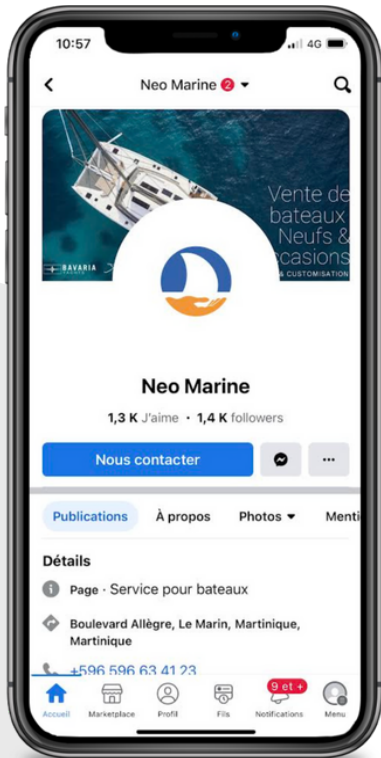 10:57
4G
Neo Marine 2
Vente de
bateaux
Neufs &
ccasions
& CUSTOMISATION
BAVARIA
YACHTS
Neo Marine
1,3 K J'aime • 1,4 K followers
Nous contacter
Publications À propos Photos Menti
Détails
Page · Service pour bateaux
Boulevard Allègre, Le Marin, Martinique,
Martinique
+596 596 63 41 23
9 et +
Accueil Marketplace Profil Fils Notifications Menu